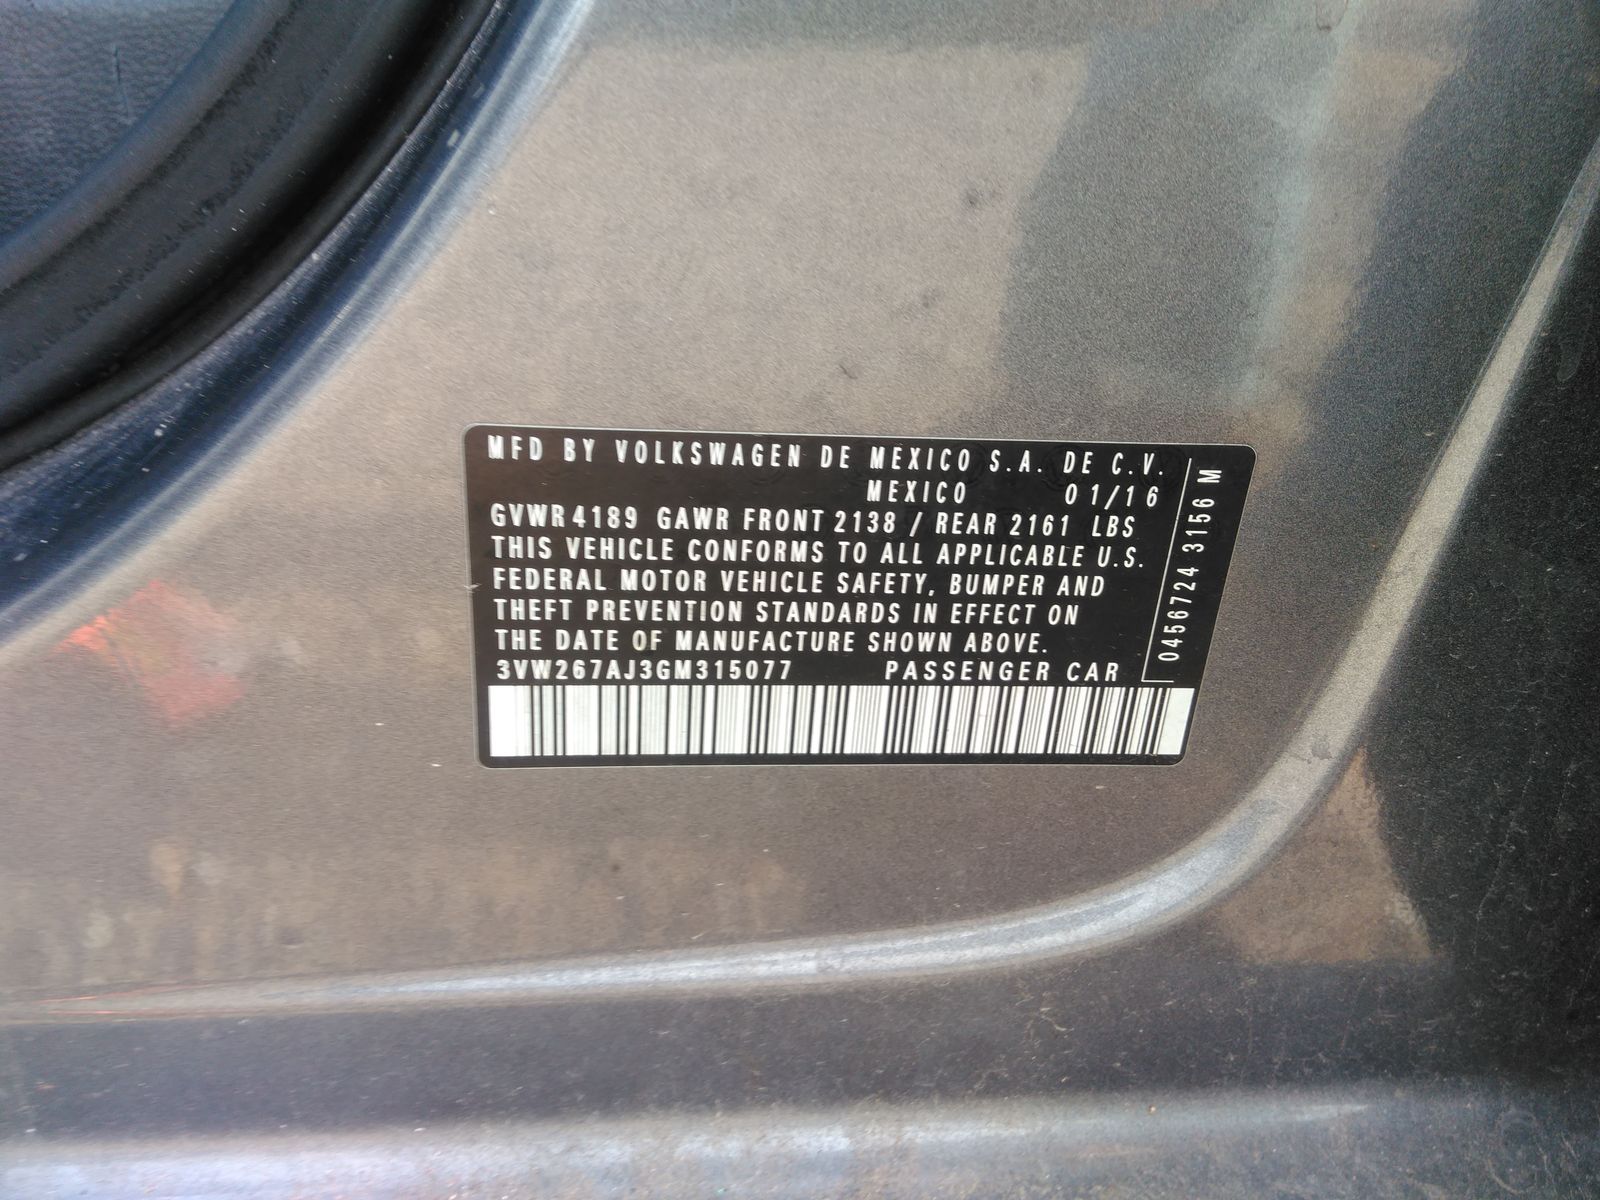 MFD BY VOLKSWAGEN DE MEXICO S.A. DE C.V.
MEXICO 01/16
GVWR 4189 GAWR FRONT 2138 / REAR 2161 LBS
THIS VEHICLE CONFORMS TO ALL APPLICABLE U.S.
FEDERAL MOTOR VEHICLE SAFETY, BUMPER AND
THEFT PREVENTION STANDARDS IN EFFECT ON
THE DATE OF MANUFACTURE SHOWN ABOVE.
3VW267AJ3GM315077 PASSENGER CAR
0456724 3156 M